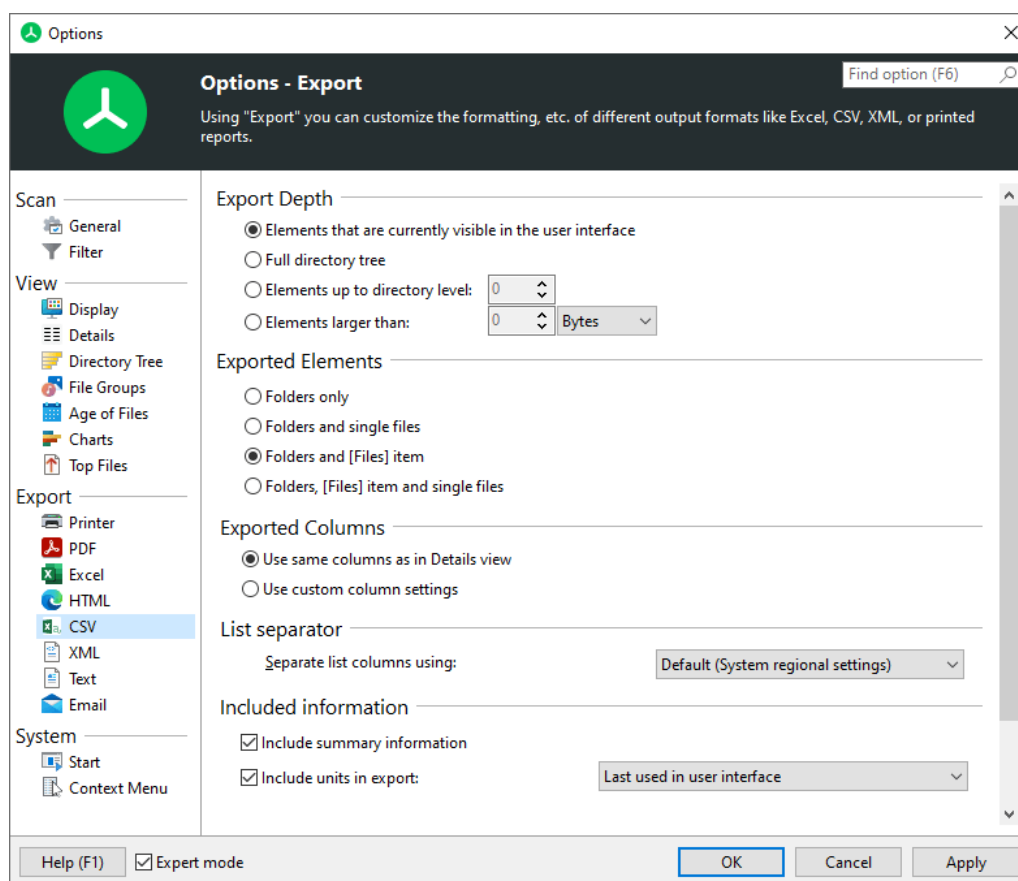 Options
Options - Export
Find option (F6)
Using "Export" you can customize the formatting, etc. of different output formats like Excel, CSV, XML, or printed
reports.
Scan
General
Filter
View
Display
Details
Directory Tree
File Groups
Age of Files
Charts
Top Files
Export
Printer
PDF
Excel
HTML
CSV
XML
Text
Email
System
Start
Context Menu
Export Depth
Elements that are currently visible in the user interface
Full directory tree
Elements up to directory level: 0
Elements larger than: 0 Bytes
Exported Elements
Folders only
Folders and single files
Folders and [Files] item
Folders, [Files] item and single files
Exported Columns
Use same columns as in Details view
Use custom column settings
List separator
Separate list columns using: Default (System regional settings)
Included information
Include summary information
Include units in export: Last used in user interface
Help (F1) Expert mode OK Cancel Apply